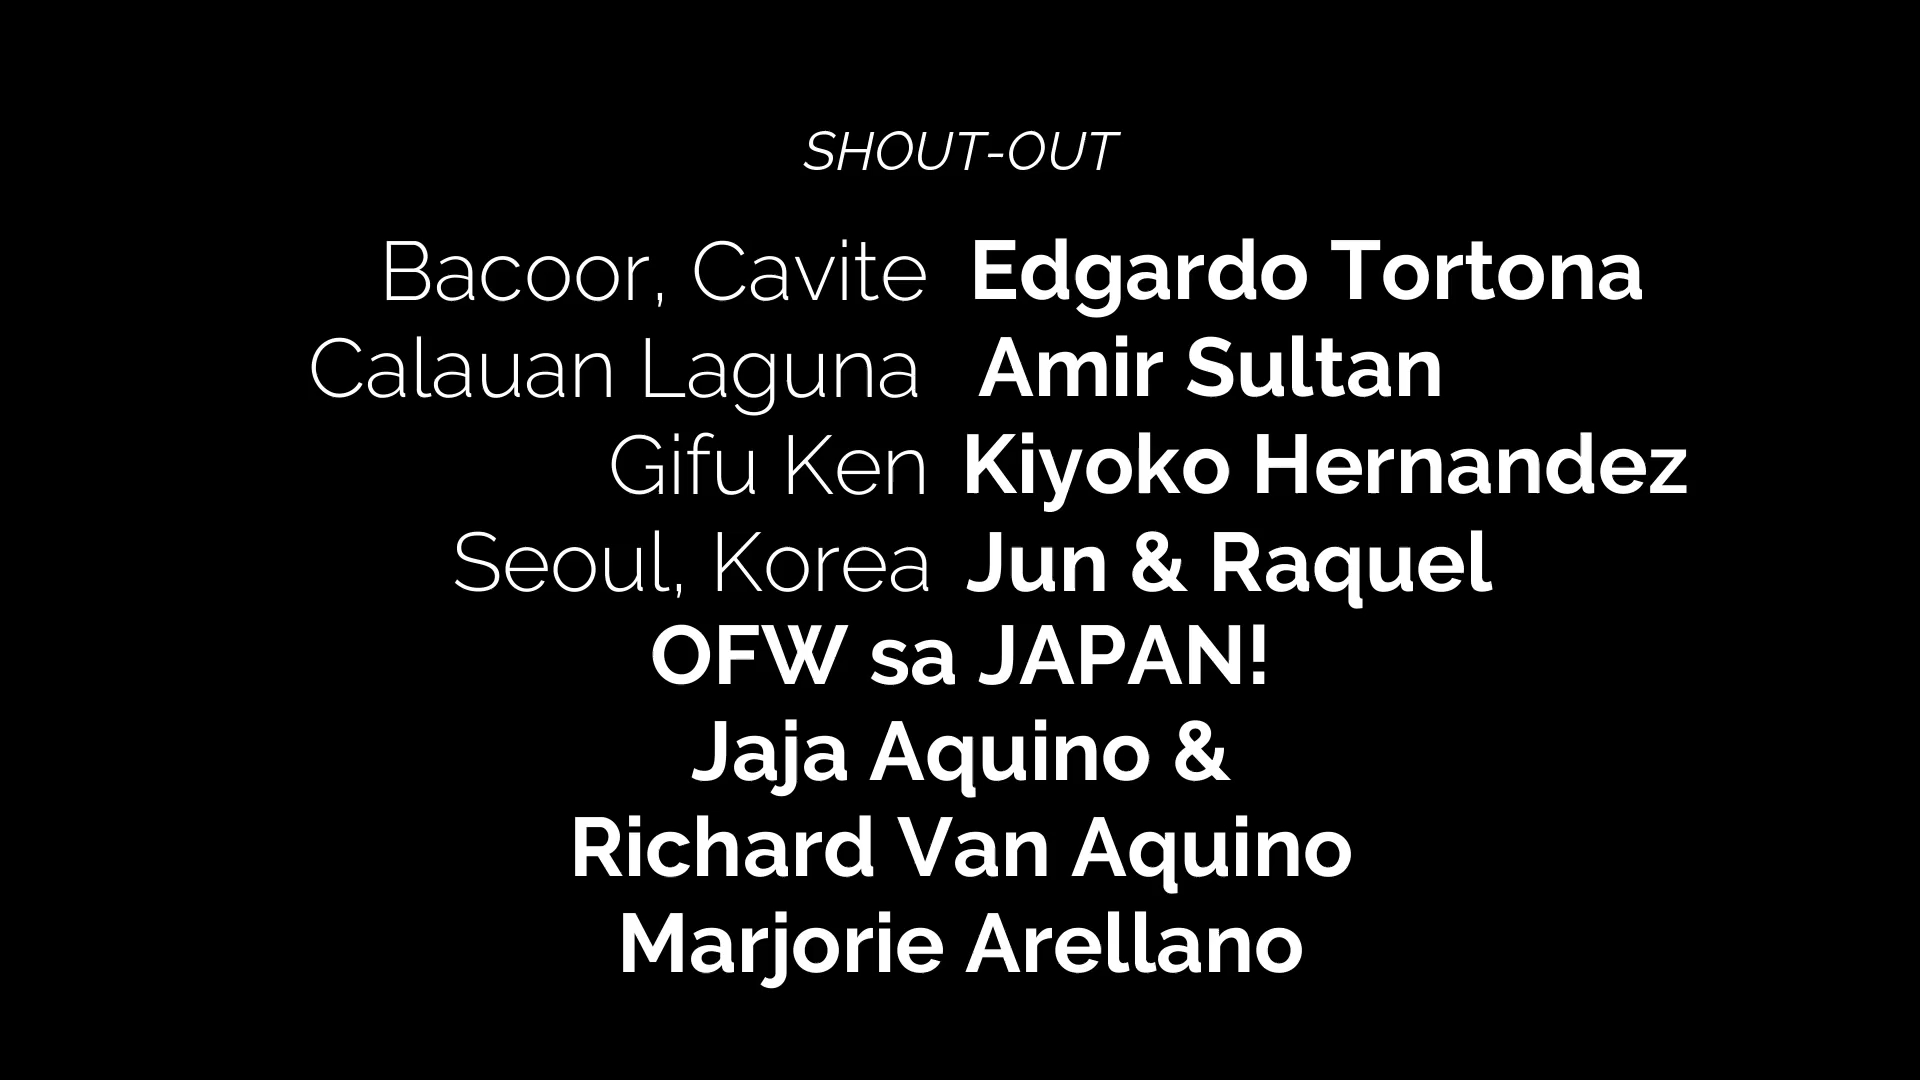 SHOUT-OUT
Bacoor, Cavite Edgardo Tortona
Calauan Laguna Amir Sultan
Gifu Ken Kiyoko Hernandez
Seoul, Korea Jun & Raquel
OFW sa JAPAN!
Jaja Aquino &
Richard Van Aquino
Marjorie Arellano